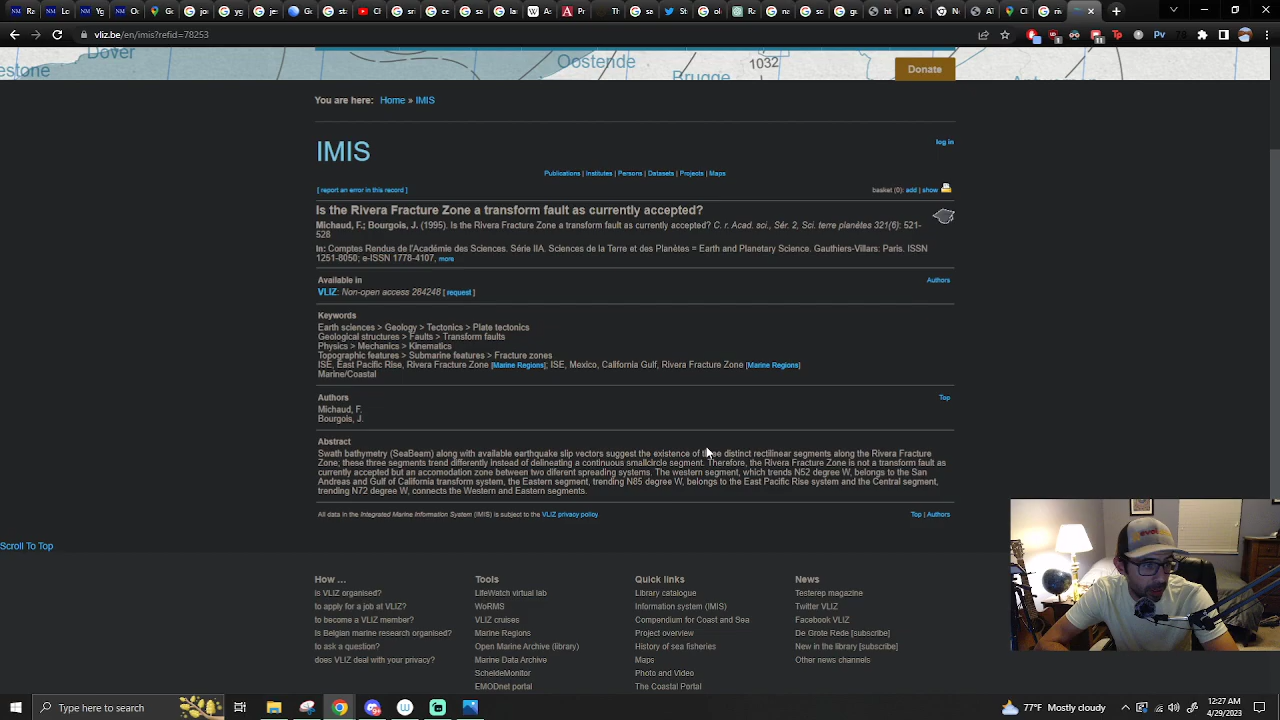 vliz.be/en/imis?refid=78253
Dover
estone
Oostende
1032
Brugge
Donate
You are here: Home » IMIS
IMIS
log in
Publications | Institutes | Persons | Datasets | Projects | Maps
[ report an error in this record ]
basket (0): add | show
Is the Rivera Fracture Zone a transform fault as currently accepted?
Michaud, F.; Bourgois, J. (1995). Is the Rivera Fracture Zone a transform fault as currently accepted? C. r. Acad. sci., Sér. 2, Sci. terre planètes 321(6): 521-
528
In: Comptes Rendus de l'Académie des Sciences. Série IIA. Sciences de la Terre et des Planètes = Earth and Planetary Science. Gauthiers-Villars: Paris. ISSN
1251-8050; e-ISSN 1778-4107, more
Available in
Authors
VLIZ: Non-open access 284248 [ request ]
Keywords
Earth sciences > Geology > Tectonics > Plate tectonics
Geological structures > Faults > Transform faults
Physics > Mechanics > Kinematics
Topographic features > Submarine features > Fracture zones
ISE, East Pacific Rise, Rivera Fracture Zone [Marine Regions]; ISE, Mexico, California Gulf, Rivera Fracture Zone [Marine Regions]
Marine/Coastal
Authors
Top
Michaud, F.
Bourgois, J.
Abstract
Swath bathymetry (SeaBeam) along with available earthquake slip vectors suggest the existence of three distinct rectilinear segments along the Rivera Fracture
Zone; these three segments trend differently instead of delineating a continuous smallcircle segment. Therefore, the Rivera Fracture Zone is not a transform fault as
currently accepted but an accomodation zone between two diferent spreading systems. The western segment, which trends N52 degree W, belongs to the San
Andreas and Gulf of California transform system, the Eastern segment, trending N85 degree W, belongs to the East Pacific Rise system and the Central segment,
trending N72 degree W, connects the Western and Eastern segments.
All data in the Integrated Marine Information System (IMIS) is subject to the VLIZ privacy policy
Top | Authors
Scroll To Top
How ...
Tools
Quick links
News
is VLIZ organised?
LifeWatch virtual lab
Library catalogue
Testerep magazine
to apply for a job at VLIZ?
WoRMS
Information system (IMIS)
Twitter VLIZ
to become a VLIZ member?
VLIZ cruises
Compendium for Coast and Sea
Facebook VLIZ
is Belgian marine research organised?
Marine Regions
Project overview
De Grote Rede [subscribe]
to ask a question?
Open Marine Archive (library)
History of sea fisheries
New in the library [subscribe]
does VLIZ deal with your privacy?
Marine Data Archive
Maps
Other news channels
ScheldeMonitor
Photo and Video
EMODnet portal
The Coastal Portal
Type here to search
77°F Mostly cloudy
12:27 AM